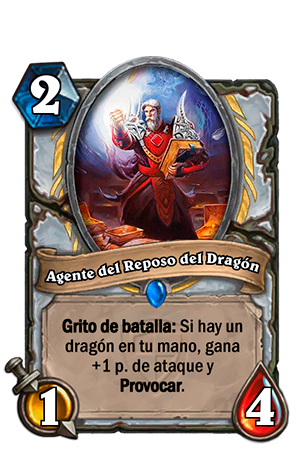 2
Agente del Reposo del Dragón
Grito de batalla: Si hay un
dragón en tu mano, gana
+1 p. de ataque y
Provocar.
1
4